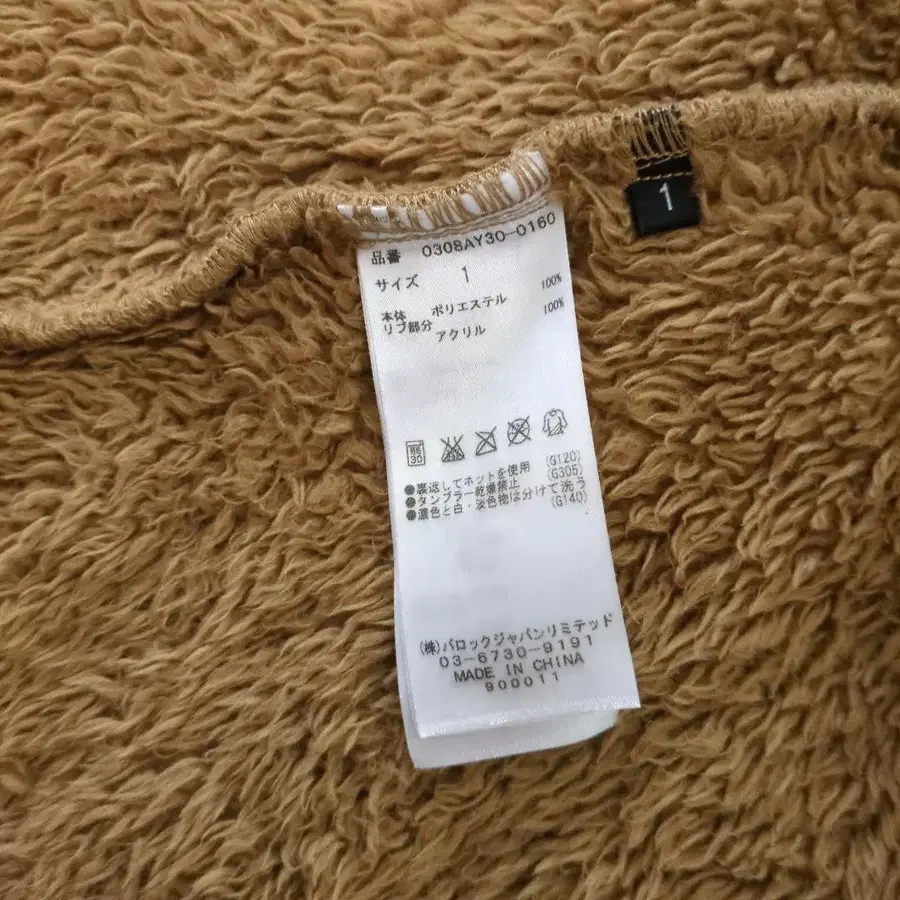 品番 0308AY30-0160
サイズ 1
本体 ポリエステル 100%
リブ部分 アクリル 100%
●裏返してネットを使用 (G120)
●タンブラー乾燥禁止 (G305)
●濃色と白・淡色物は分けて洗う (G140)
(株)バロックジャパンリミテッド
03-6730-9191
MADE IN CHINA
900011
1